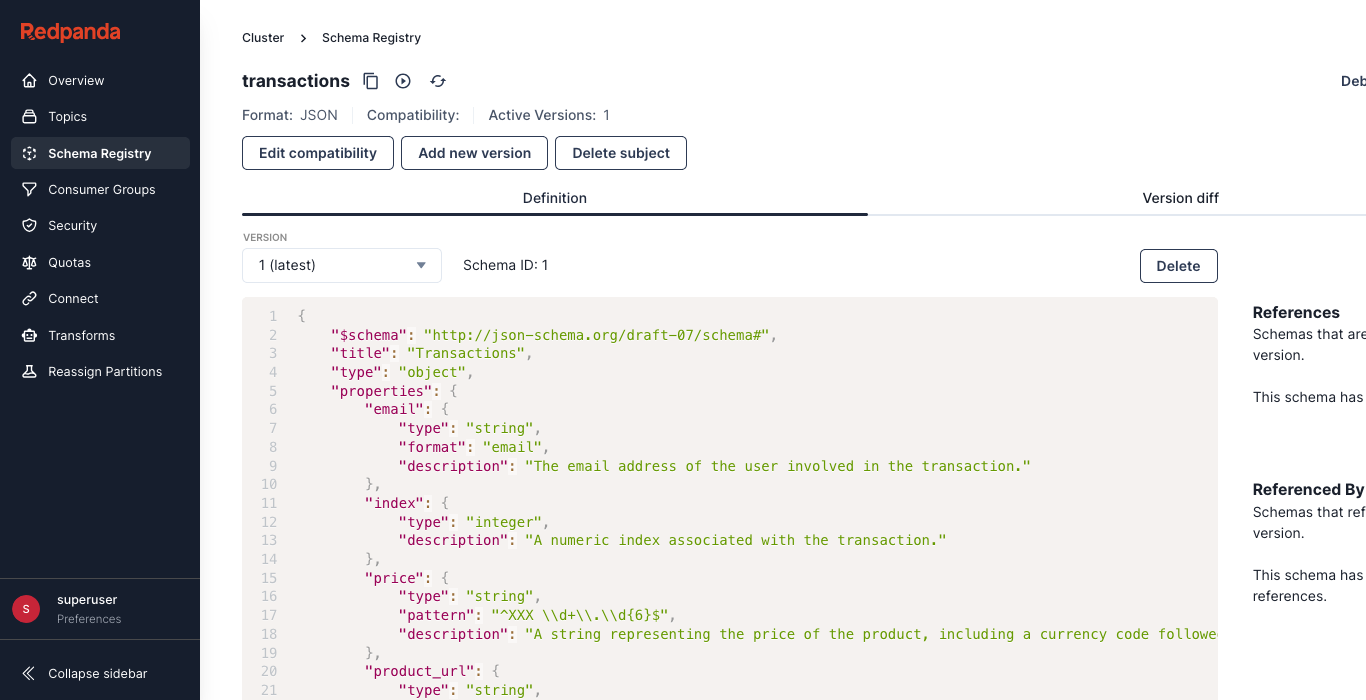 Redpanda
Overview
Topics
Schema Registry
Consumer Groups
Security
Quotas
Connect
Transforms
Reassign Partitions
S
superuser
Preferences
Collapse sidebar
Cluster > Schema Registry
transactions
Deb
Format: JSON Compatibility: Active Versions: 1
Edit compatibility Add new version Delete subject
Definition Version diff
VERSION
1 (latest) Schema ID: 1 Delete
1 {
2 "$schema": "http://json-schema.org/draft-07/schema#",
3 "title": "Transactions",
4 "type": "object",
5 "properties": {
6 "email": {
7 "type": "string",
8 "format": "email",
9 "description": "The email address of the user involved in the transaction."
10 },
11 "index": {
12 "type": "integer",
13 "description": "A numeric index associated with the transaction."
14 },
15 "price": {
16 "type": "string",
17 "pattern": "^XXX \\d+\\.\\d{6}$",
18 "description": "A string representing the price of the product, including a currency code followe
19 },
20 "product_url": {
21 "type": "string",
References
Schemas that are
version.
This schema has
Referenced By
Schemas that ref
version.
This schema has
references.